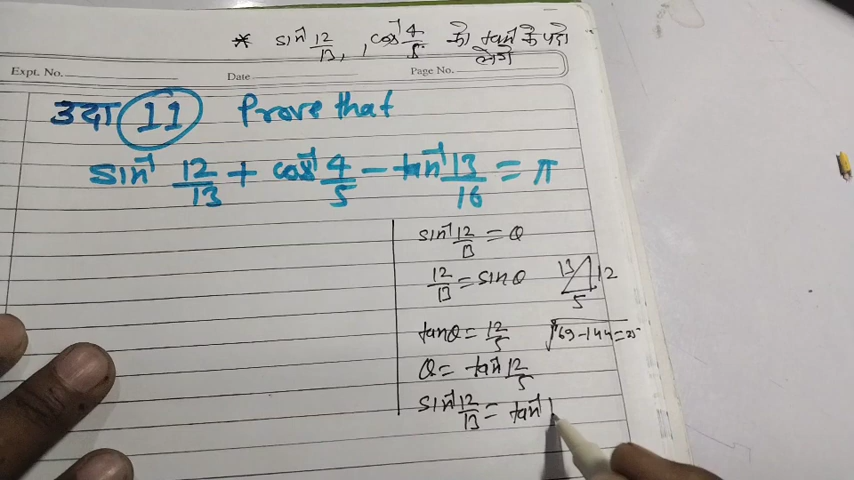 * sin⁻¹ 12/13, , cos⁻¹ 4/5 को tan⁻¹ के पदो
लेगे
Expt. No. Date Page No.
उदा 11 Prove that
sin⁻¹ 12/13 + cos⁻¹ 4/5 - tan⁻¹ 13/16 = π
sin⁻¹ 12/13 = θ
12/13 = sinθ 13 12
5
tanθ = 12/5 √169-144=25
θ = tan⁻¹ 12/5
sin⁻¹ 12/13 = tan⁻¹